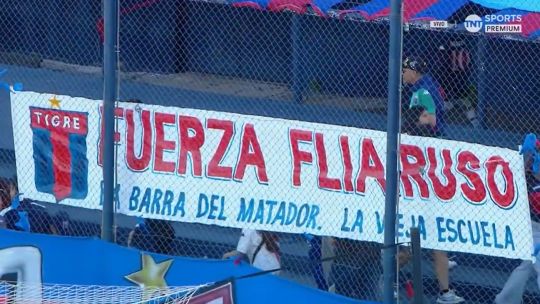 VIVO
TNT SPORTS
PREMIUM
TIGRE
FUERZA FLIA RUSO
LA BARRA DEL MATADOR. LA VIEJA ESCUELA